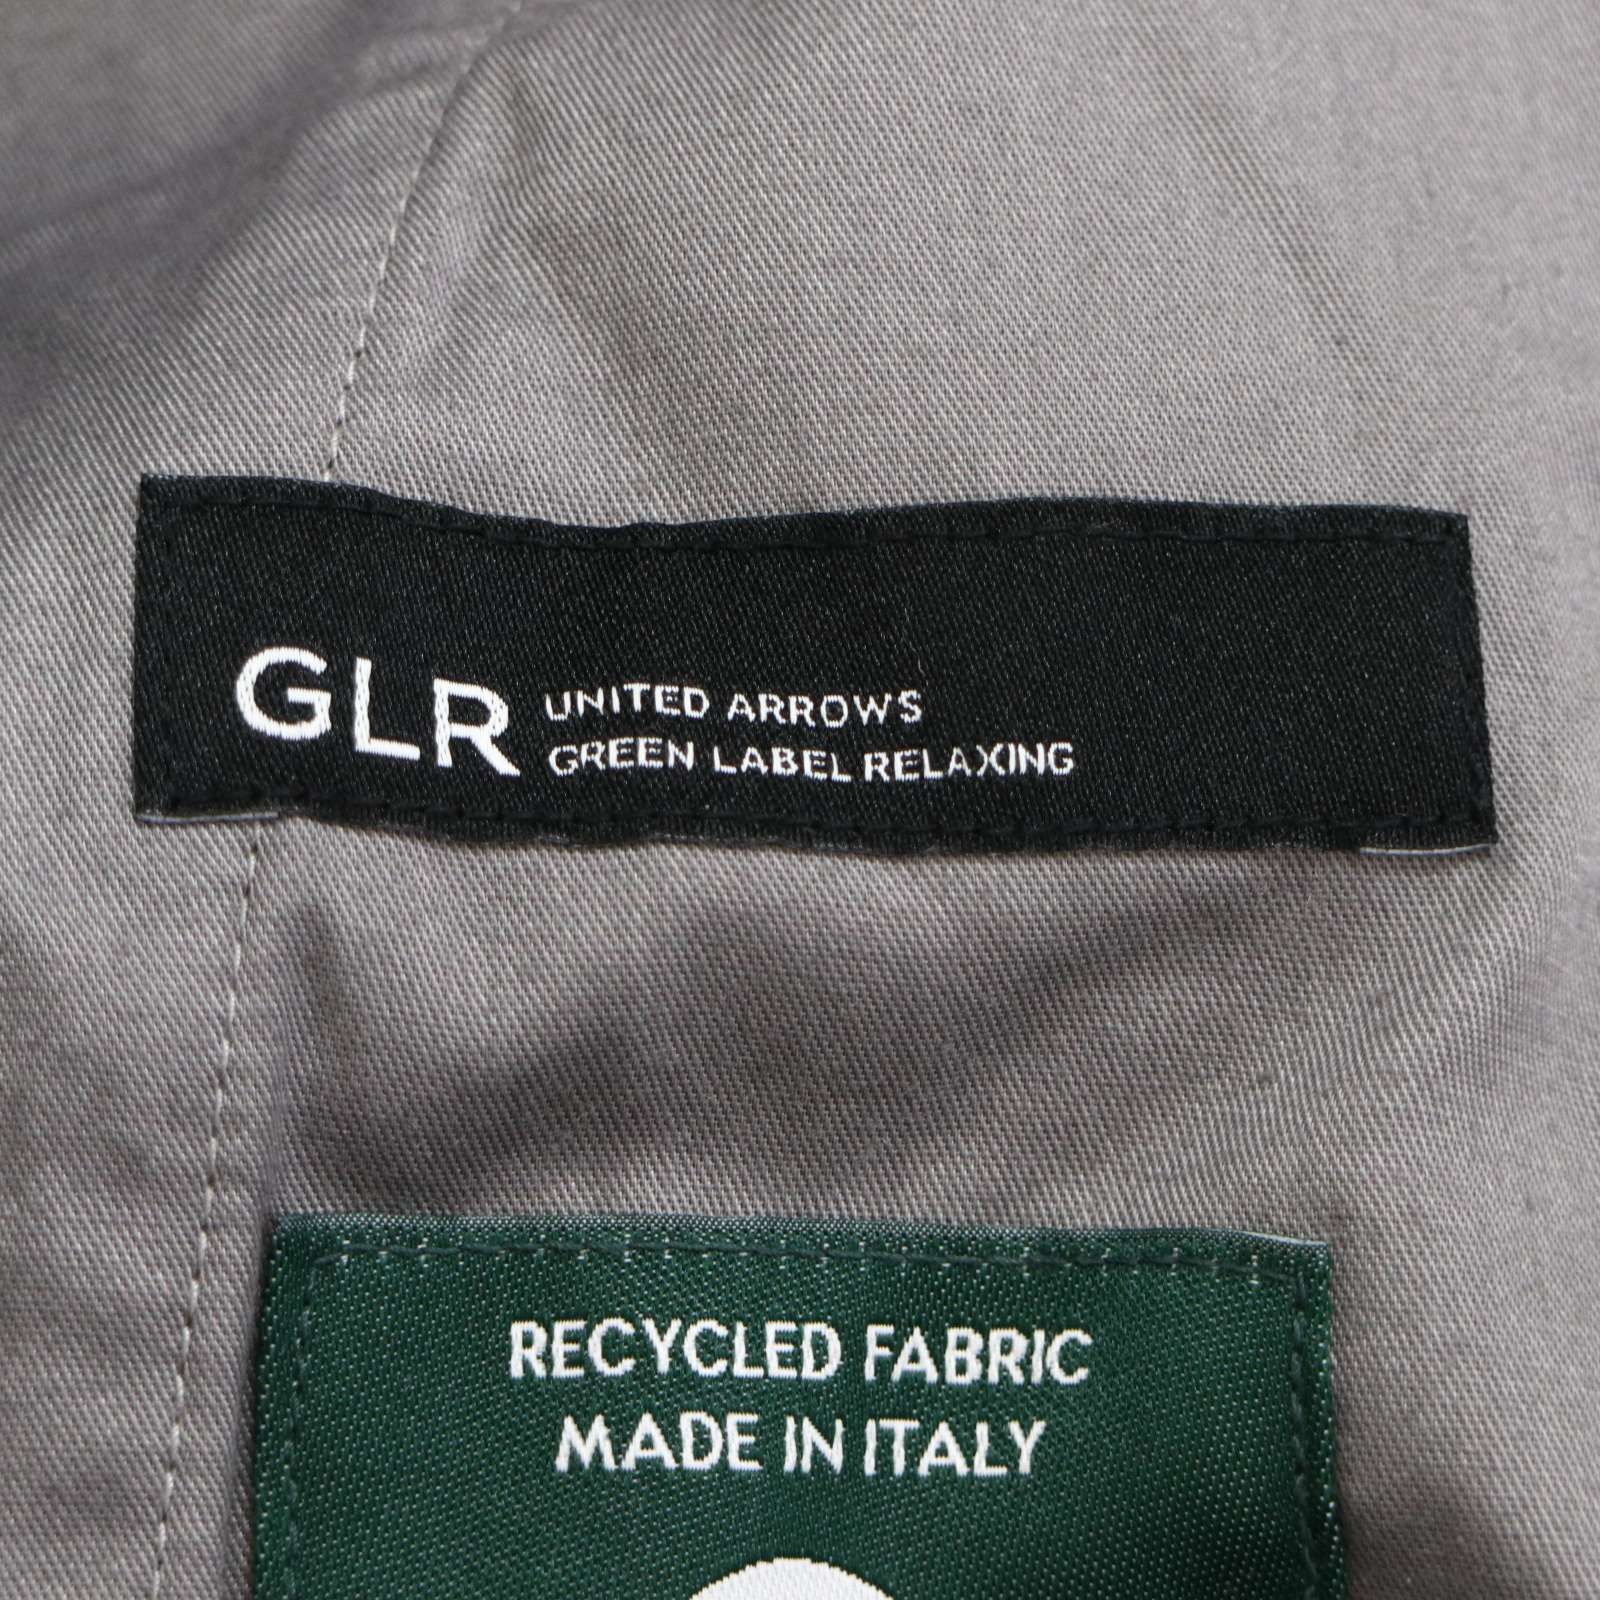 GLR
UNITED ARROWS
GREEN LABEL RELAXING
RECYCLED FABRIC
MADE IN ITALY